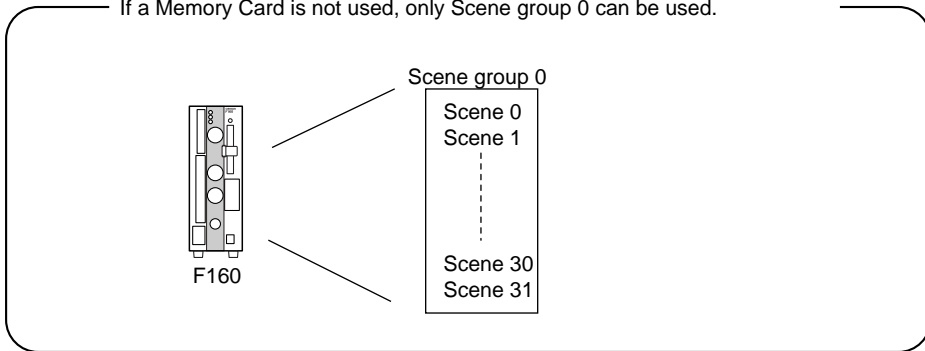 If a Memory Card is not used, only Scene group 0 can be used.
Scene group 0
Scene 0
Scene 1
Scene 30
Scene 31
F160